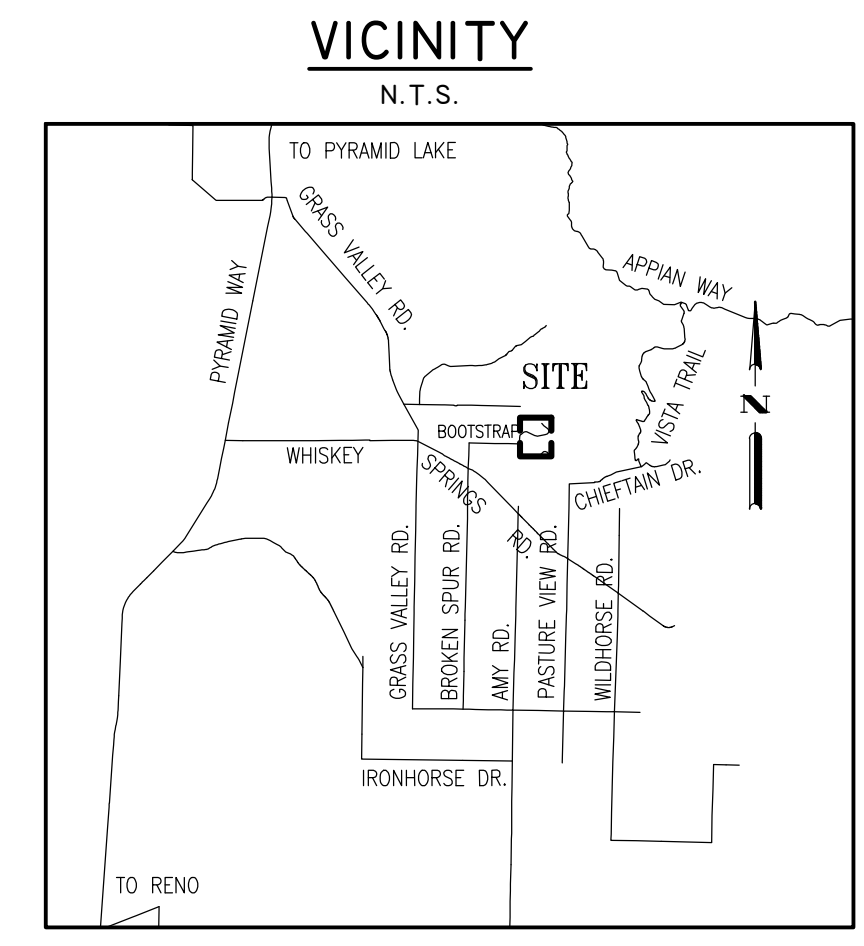 VICINITY
N.T.S.
TO PYRAMID LAKE
GRASS VALLEY RD.
PYRAMID WAY
APPIAN WAY
VISTA TRAIL
N
SITE
BOOTSTRAP
WHISKEY
SPRINGS
RD.
CHIEFTAIN DR.
GRASS VALLEY RD.
BROKEN SPUR RD.
AMY RD.
PASTURE VIEW RD.
WILDHORSE RD.
IRONHORSE DR.
TO RENO